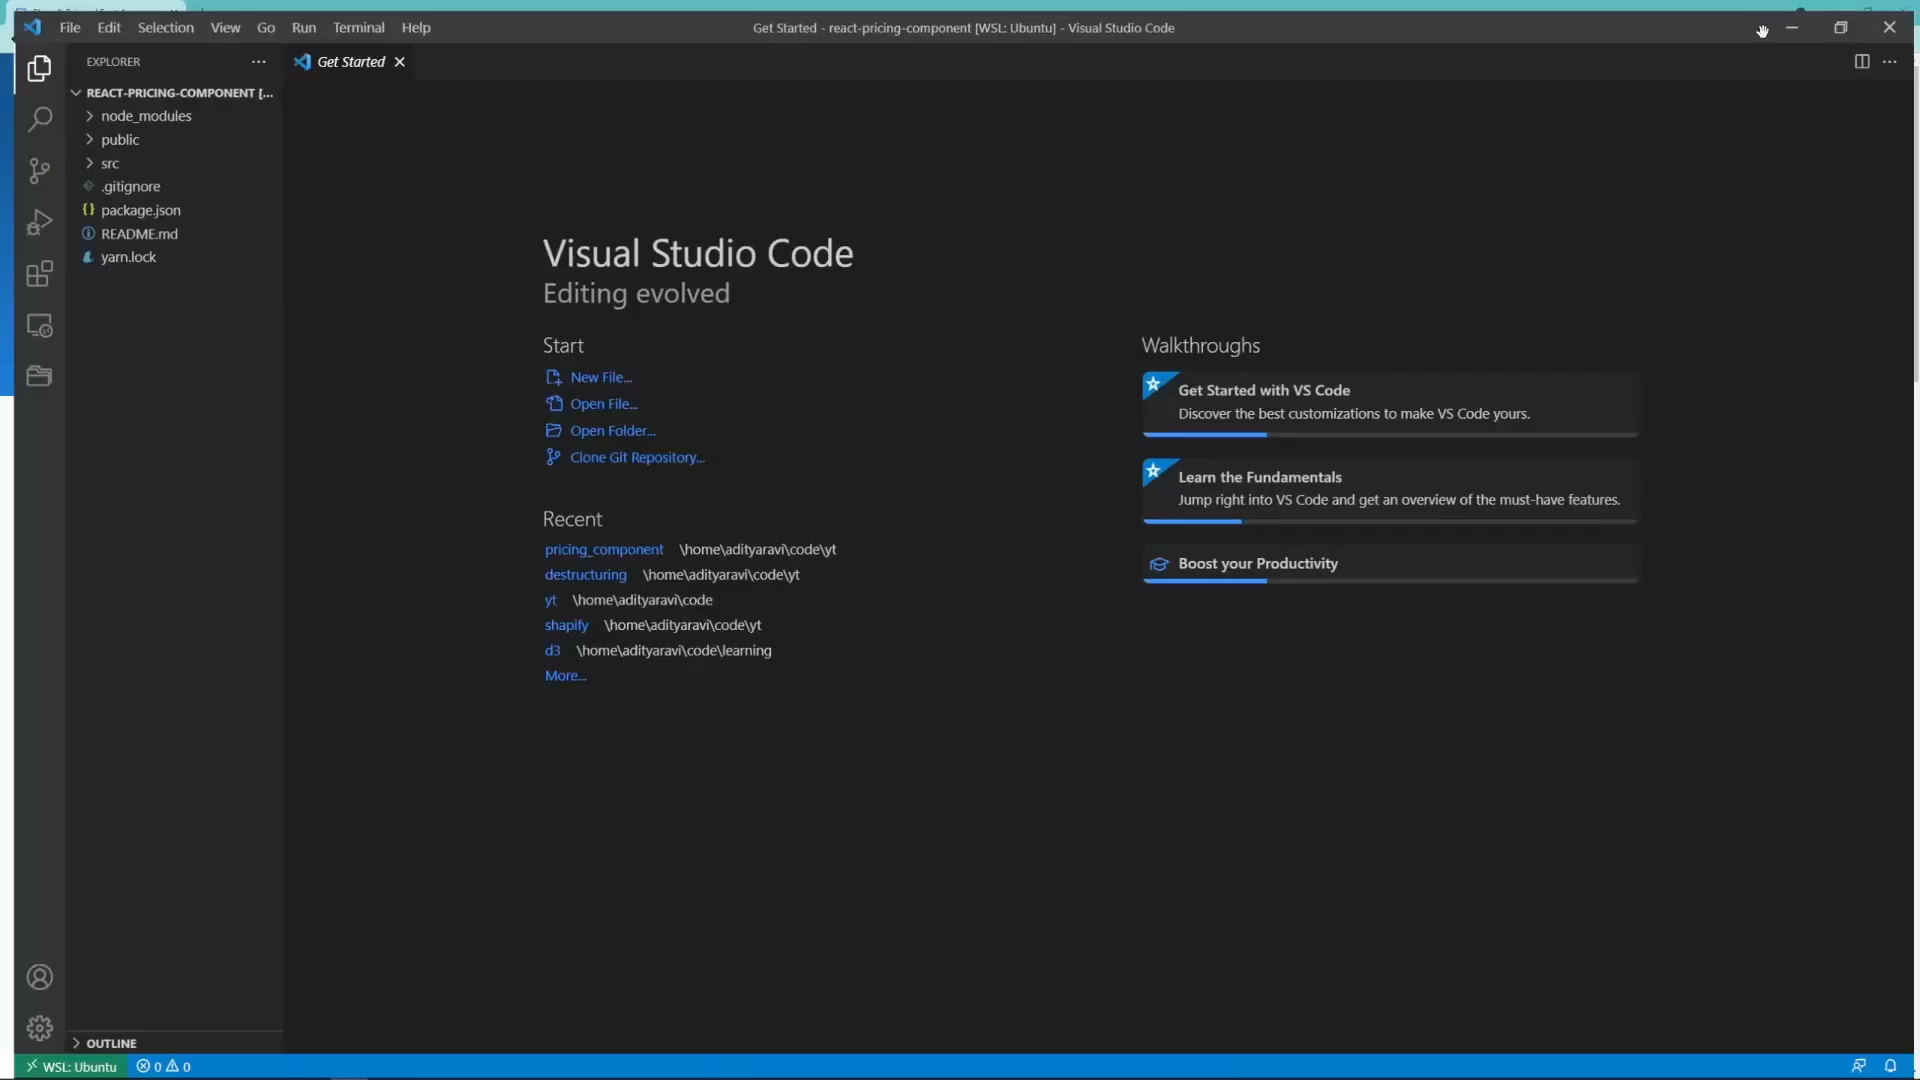 File Edit Selection View Go Run Terminal Help
Get Started - react-pricing-component [WSL: Ubuntu] - Visual Studio Code
EXPLORER
Get Started
REACT-PRICING-COMPONENT [...
node_modules
public
src
.gitignore
package.json
README.md
yarn.lock
Visual Studio Code
Editing evolved
Start
New File...
Open File...
Open Folder...
Clone Git Repository...
Recent
pricing_component \home\adityaravi\code\yt
destructuring \home\adityaravi\code\yt
yt \home\adityaravi\code
shapify \home\adityaravi\code\yt
d3 \home\adityaravi\code\learning
More...
Walkthroughs
Get Started with VS Code
Discover the best customizations to make VS Code yours.
Learn the Fundamentals
Jump right into VS Code and get an overview of the must-have features.
Boost your Productivity
OUTLINE
WSL: Ubuntu 0 0